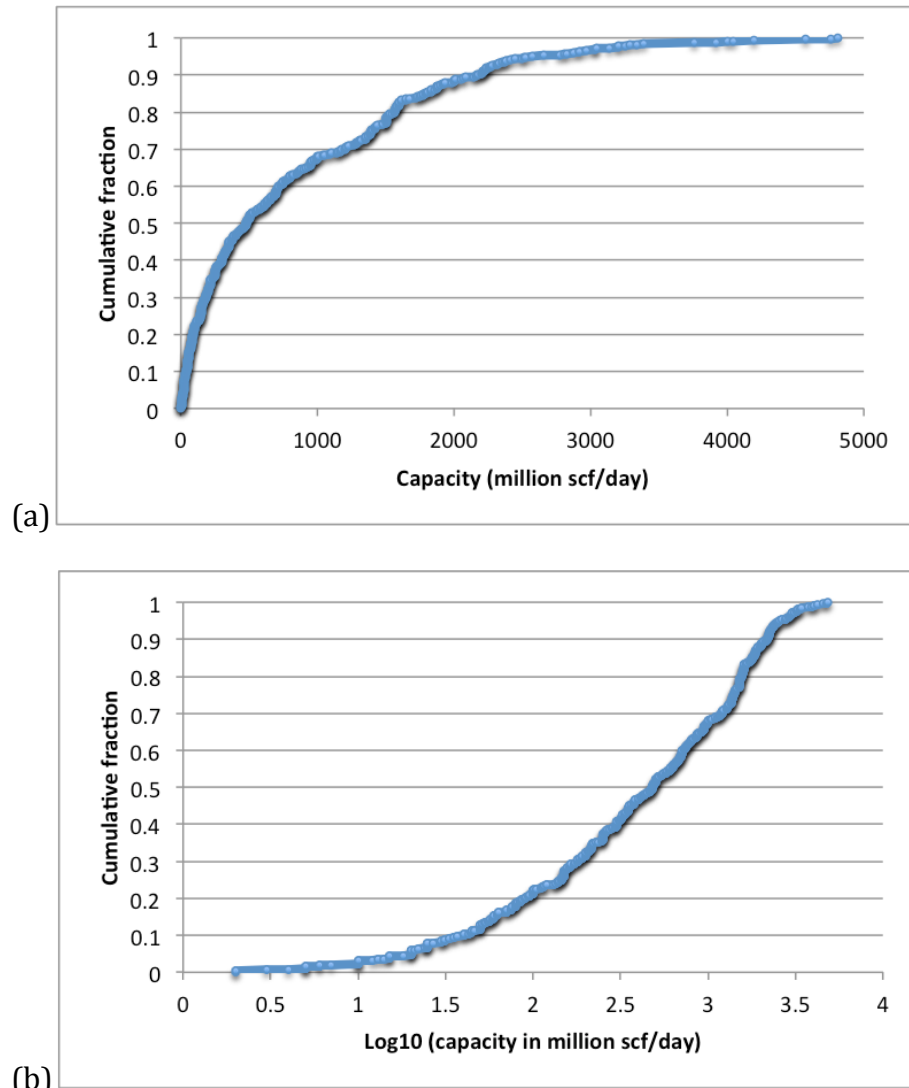 1
0.9
0.8
0.7
0.6
0.5
0.4
0.3
0.2
0.1
0
Cumulative fraction
0 1000 2000 3000 4000 5000
Capacity (million scf/day)
(a)
1
0.9
0.8
0.7
0.6
0.5
0.4
0.3
0.2
0.1
0
Cumulative fraction
0 0.5 1 1.5 2 2.5 3 3.5 4
Log10 (capacity in million scf/day)
(b)